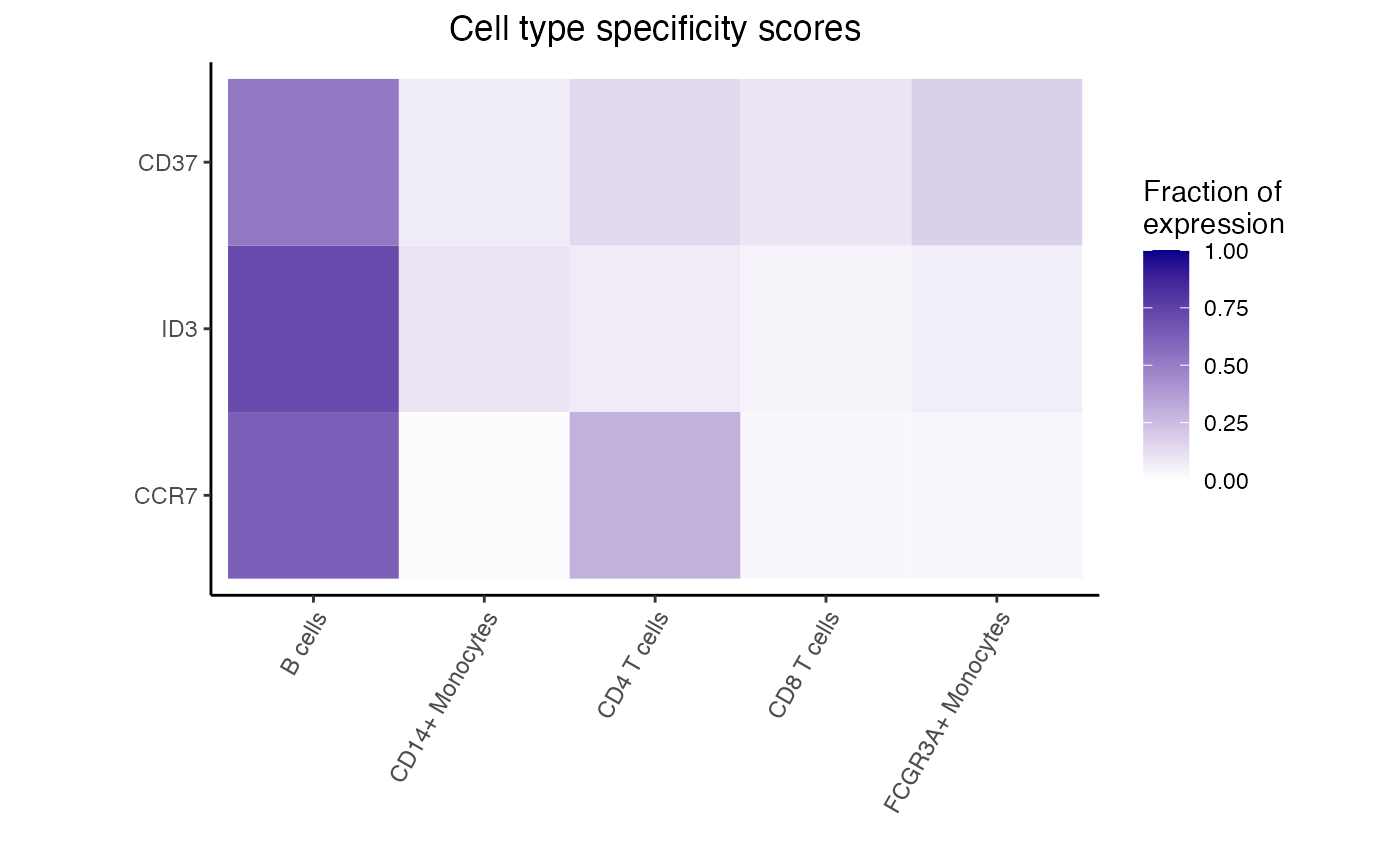 Cell type specificity scores
CD37
ID3
CCR7
B cells
CD14+ Monocytes
CD4 T cells
CD8 T cells
FCGR3A+ Monocytes
Fraction of
expression
1.00
0.75
0.50
0.25
0.00